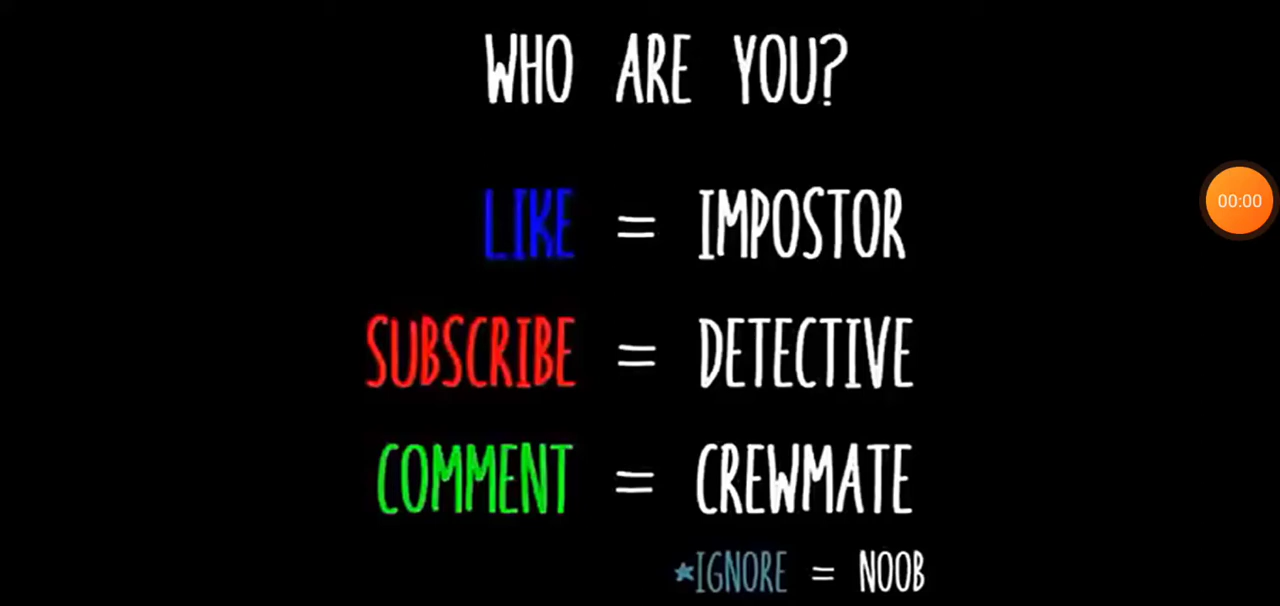 WHO ARE YOU?
LIKE = IMPOSTOR
00:00
SUBSCRIBE = DETECTIVE
COMMENT = CREWMATE
*IGNORE = NOOB